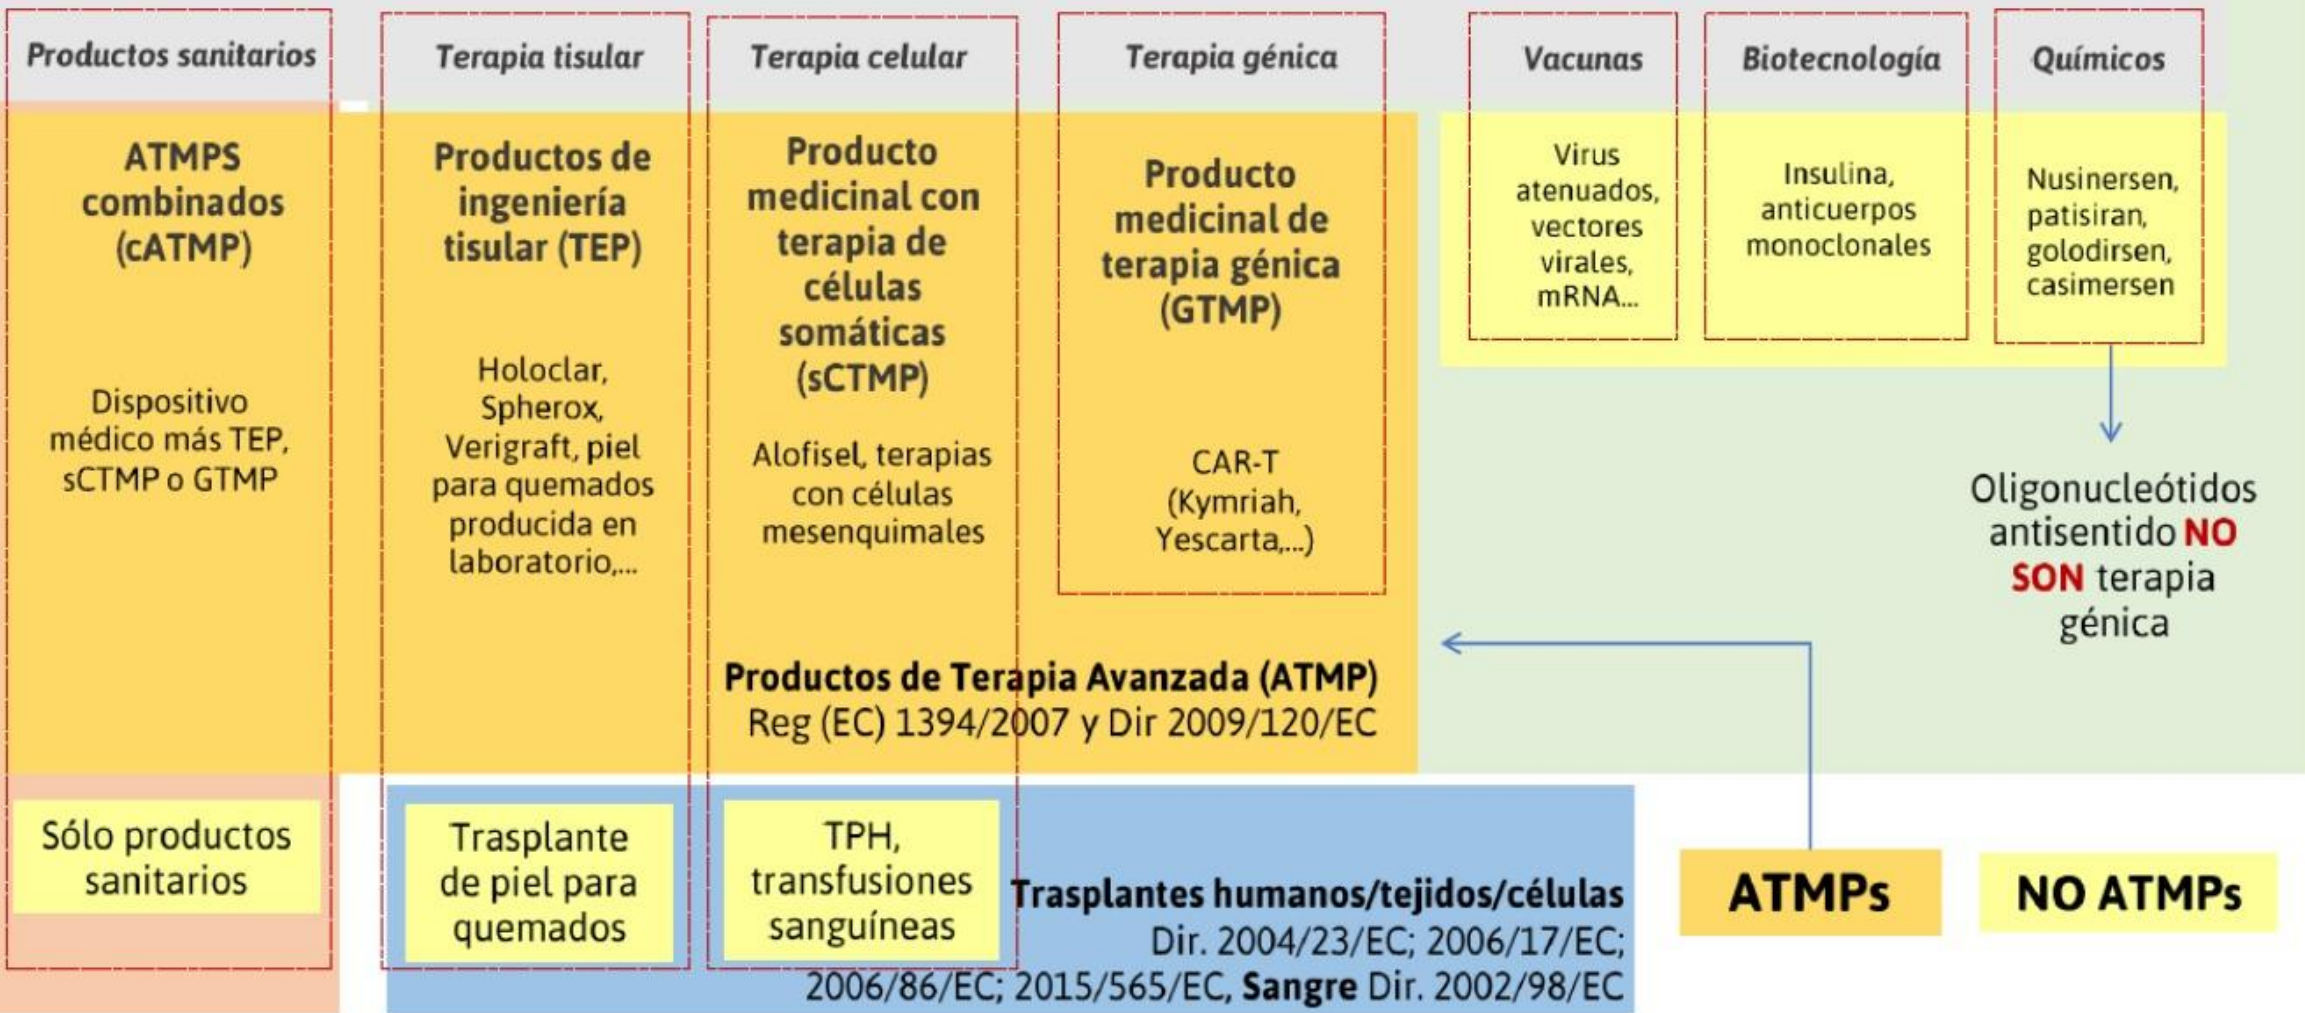 Productos sanitarios
Terapia tisular
Terapia celular
Terapia génica
Vacunas
Biotecnología
Químicos
ATMPS
combinados
(cATMP)
Dispositivo
médico más TEP,
sCTMP o GTMP
Productos de
ingeniería
tisular (TEP)
Holoclar,
Spherox,
Verigraft, piel
para quemados
producida en
laboratorio,...
Producto
medicinal con
terapia de
células
somáticas
(sCTMP)
Alofisel, terapias
con células
mesenquimales
Producto
medicinal de
terapia génica
(GTMP)
CAR-T
(Kymriah,
Yescarta,...)
Virus
atenuados,
vectores
virales,
mRNA...
Insulina,
anticuerpos
monoclonales
Nusinersen,
patisiran,
golodirsen,
casimersen
Oligonucleótidos
antisentido NO
SON terapia
génica
Productos de Terapia Avanzada (ATMP)
Reg (EC) 1394/2007 y Dir 2009/120/EC
Sólo productos
sanitarios
Trasplante
de piel para
quemados
TPH,
transfusiones
sanguíneas
Trasplantes humanos/tejidos/células
Dir. 2004/23/EC; 2006/17/EC;
2006/86/EC; 2015/565/EC, Sangre Dir. 2002/98/EC
ATMPs
NO ATMPs